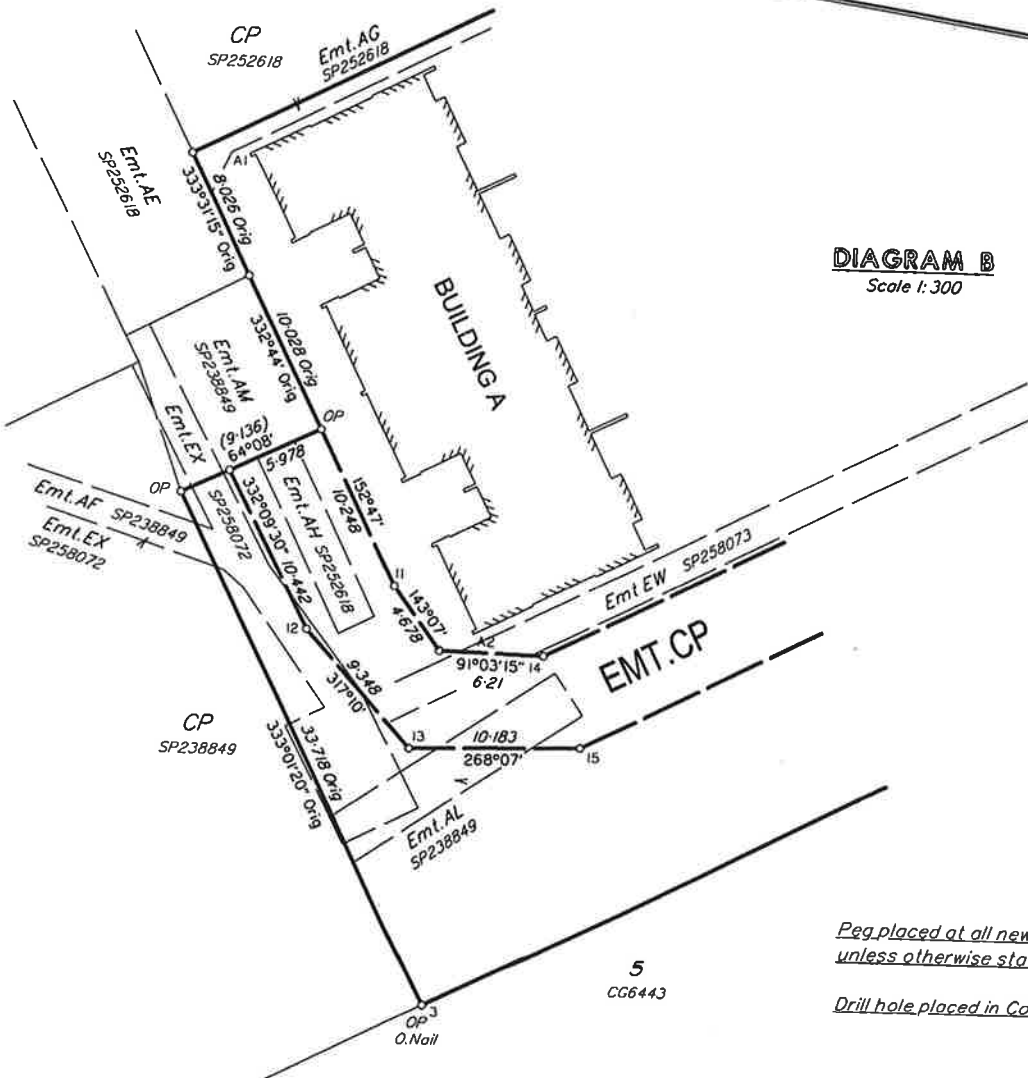 CP
SP252618
Emt.AG
SP252618
Emt.AE
SP252618
A1
8·026 Orig
333°31'15" Orig
DIAGRAM B
Scale 1:300
BUILDING A
10·028 Orig
332°44' Orig
Emt.AM
SP238849
OP
(9·136)
64°08'
5·978
Emt.EX
SP258072
OP
4
Emt.AF SP238849
Emt.EX
SP258072
332°09'30"
10·442
Emt.AH SP252618
152°47'
10·248
11
143°07'
4·678
12
A2
91°03'15"
6·21
14
Emt EW SP258073
EMT.CP
9·348
317°10'
13
10·183
268°07'
15
CP
SP238849
33·718 Orig
333°01'20" Orig
Emt.AL
SP238849
5
CG6443
3
OP
O.Nail
Peg placed at all new
unless otherwise sta
Drill hole placed in Co